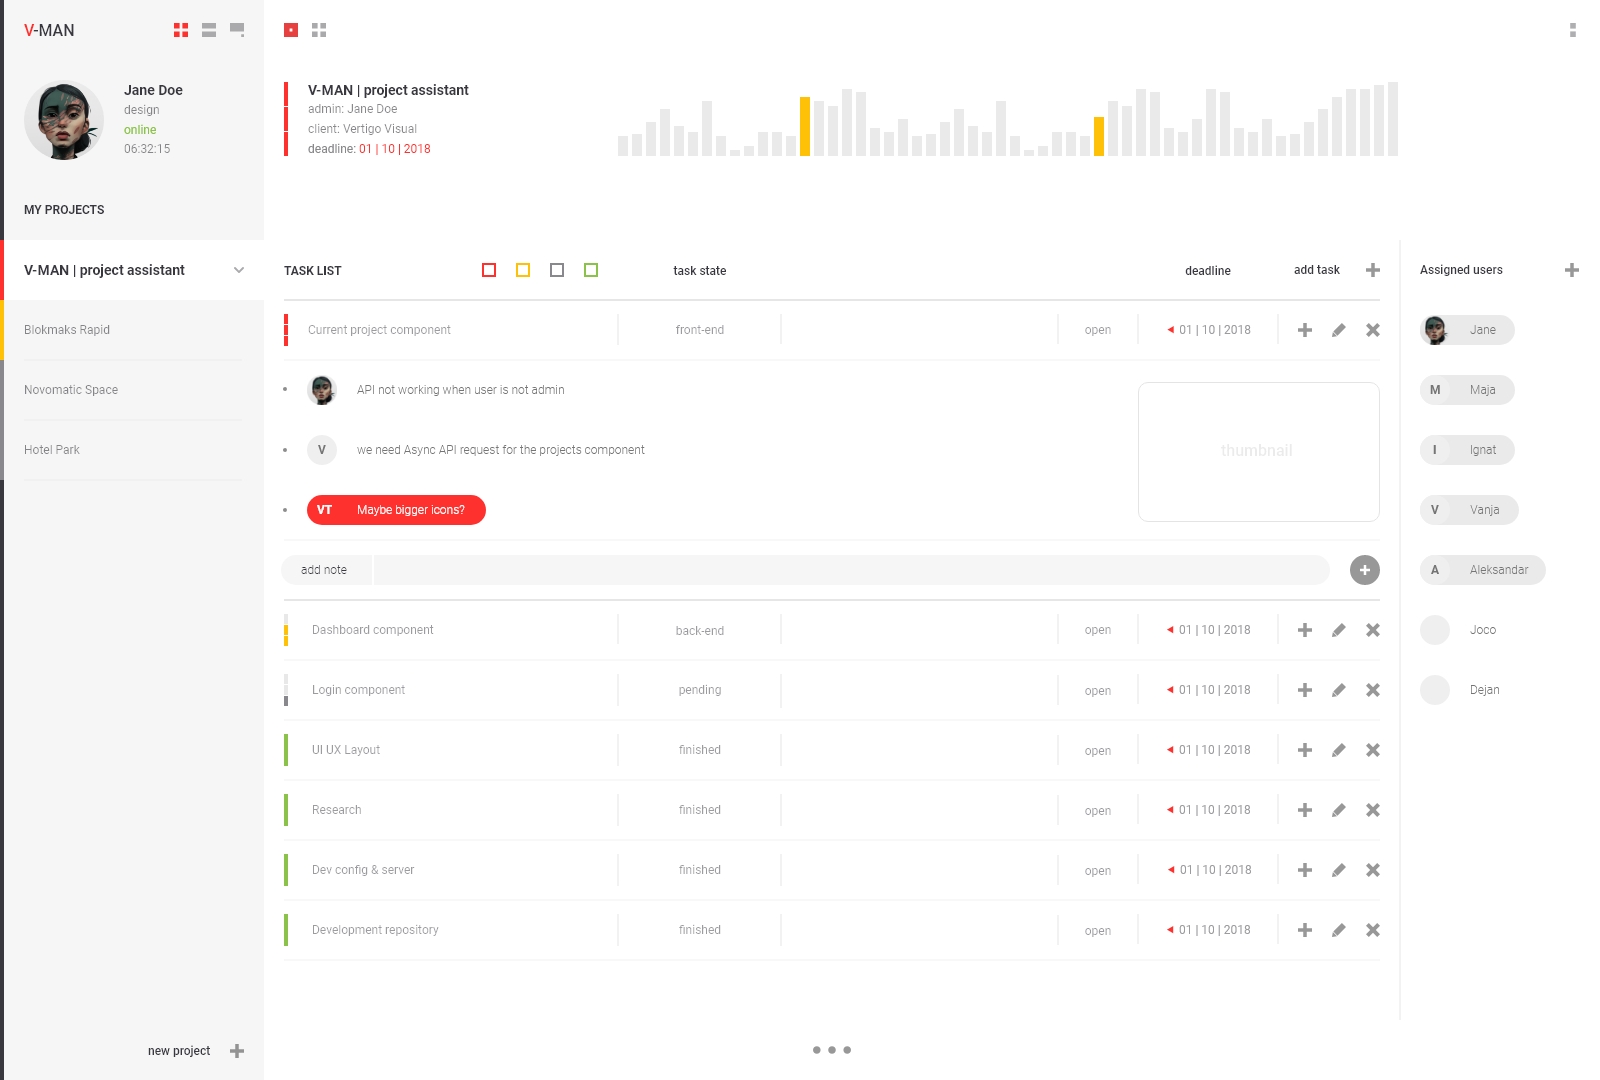 V-MAN
Jane Doe
design
online
06:32:15
MY PROJECTS
V-MAN | project assistant
Blokmaks Rapid
Novomatic Space
Hotel Park
new project
V-MAN | project assistant
admin: Jane Doe
client: Vertigo Visual
deadline: 01 | 10 | 2018
TASK LIST task state deadline add task
Current project component front-end open 01 | 10 | 2018
API not working when user is not admin
V we need Async API request for the projects component
thumbnail
VT Maybe bigger icons?
add note
Dashboard component back-end open 01 | 10 | 2018
Login component pending open 01 | 10 | 2018
UI UX Layout finished open 01 | 10 | 2018
Research finished open 01 | 10 | 2018
Dev config & server finished open 01 | 10 | 2018
Development repository finished open 01 | 10 | 2018
Assigned users
Jane
M Maja
I Ignat
V Vanja
A Aleksandar
Joco
Dejan